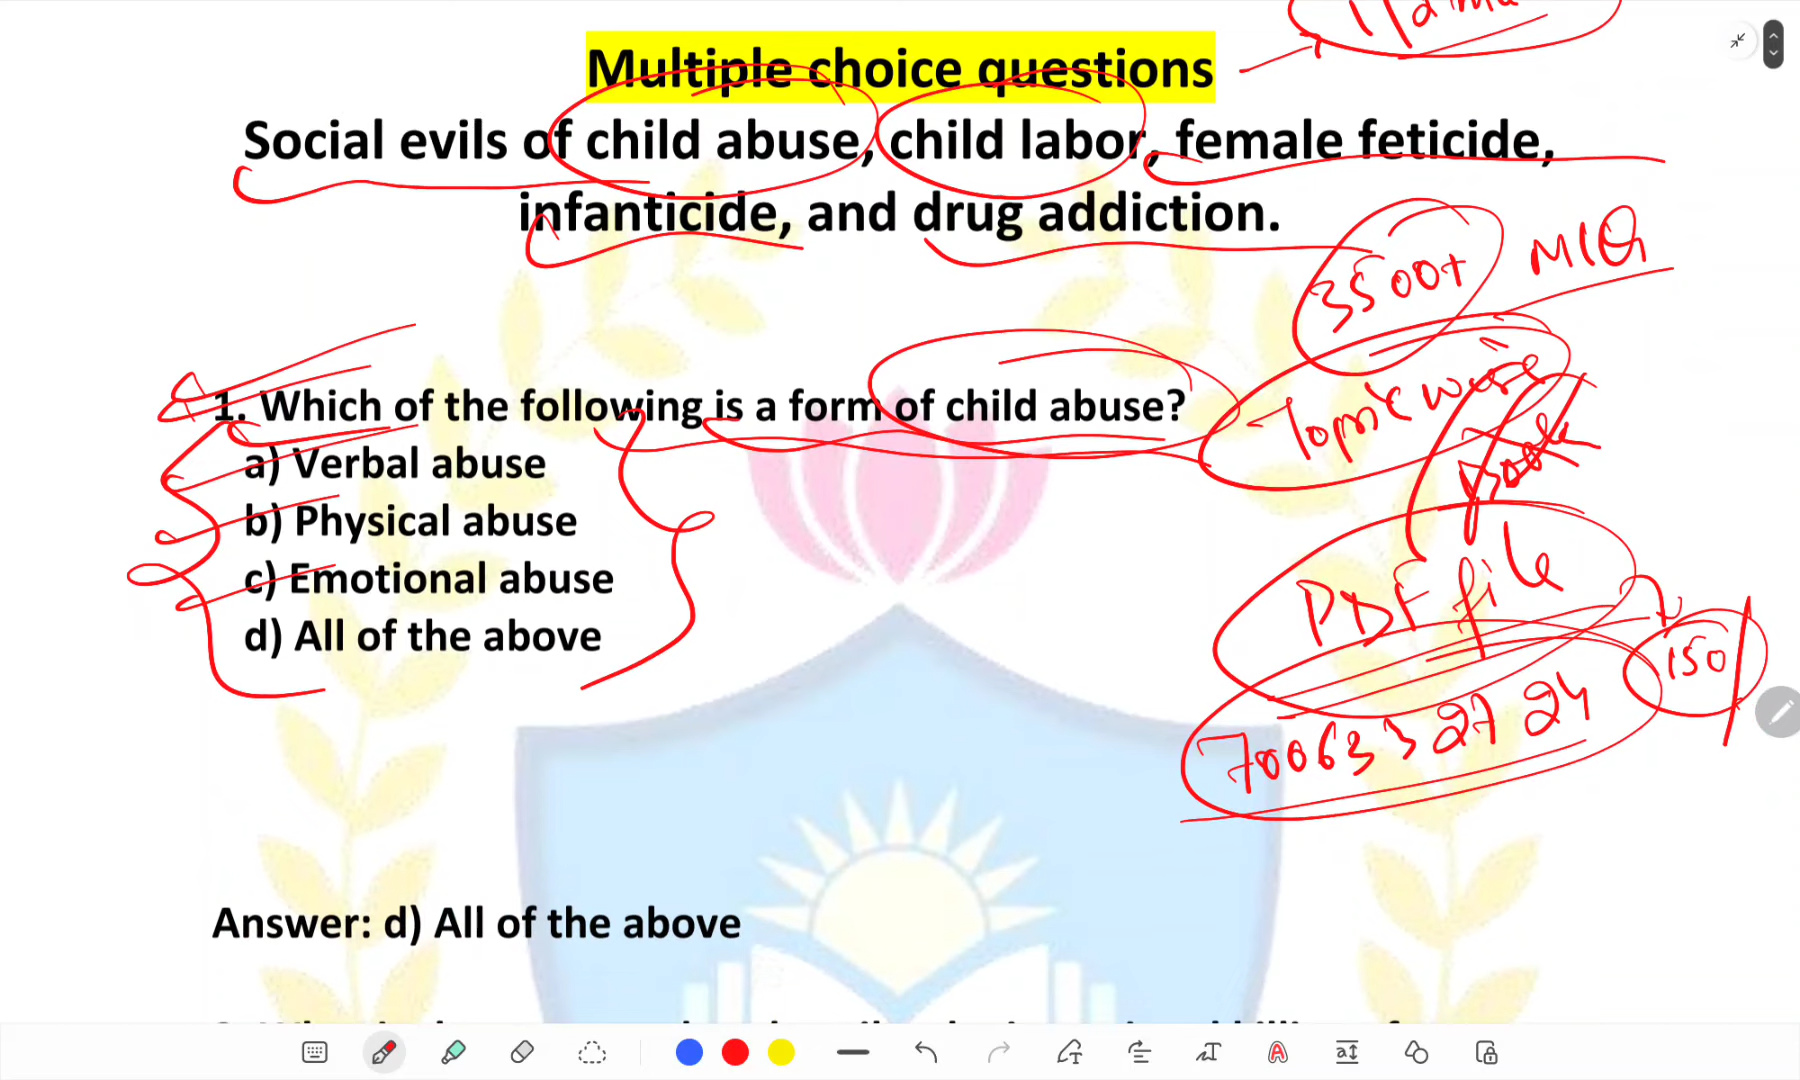 Multiple choice questions
Social evils of child abuse, child labor, female feticide,
infanticide, and drug addiction.
3500+ MCQ
1. Which of the following is a form of child abuse?
Topic wise
a) Verbal abuse
b) Physical abuse
c) Emotional abuse
PDF file
d) All of the above
150/
7006332724
Answer: d) All of the above